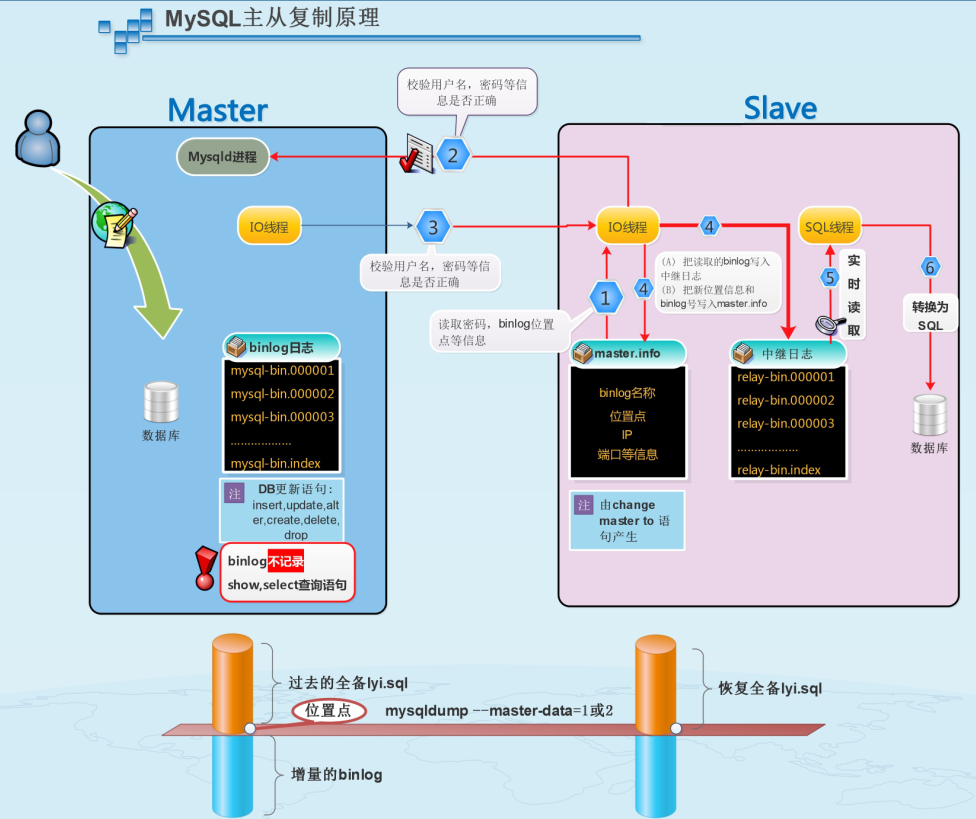 MySQL主从复制原理
校验用户名，密码等信
息是否正确
Master
Slave
Mysqld进程
2
IO线程
3
校验用户名，密码等信
息是否正确
IO线程
4
SQL线程
(A) 把读取的binlog写入
中继日志
(B) 把新位置信息和
binlog号写入master.info
4
1
读取密码，binlog位置
点等信息
5
实
时
读
取
6
转换为
SQL
binlog日志
mysql-bin.000001
mysql-bin.000002
mysql-bin.000003
..................
mysql-bin.index
数据库
注
DB更新语句：
insert,update,alt
er,create,delete,
drop
binlog不记录
show,select查询语句
master.info
binlog名称
位置点
IP
端口等信息
注
由change
master to 语
句产生
中继日志
relay-bin.000001
relay-bin.000002
relay-bin.000003
..................
relay-bin.index
数据库
过去的全备lyi.sql
位置点
mysqldump --master-data=1或2
增量的binlog
恢复全备lyi.sql